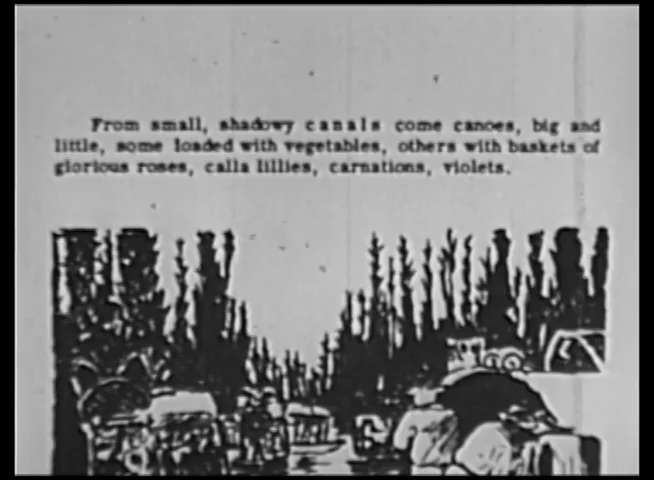 From small, shadowy canals come canoes, big and
little, some loaded with vegetables, others with baskets of
glorious roses, calla lillies, carnations, violets.